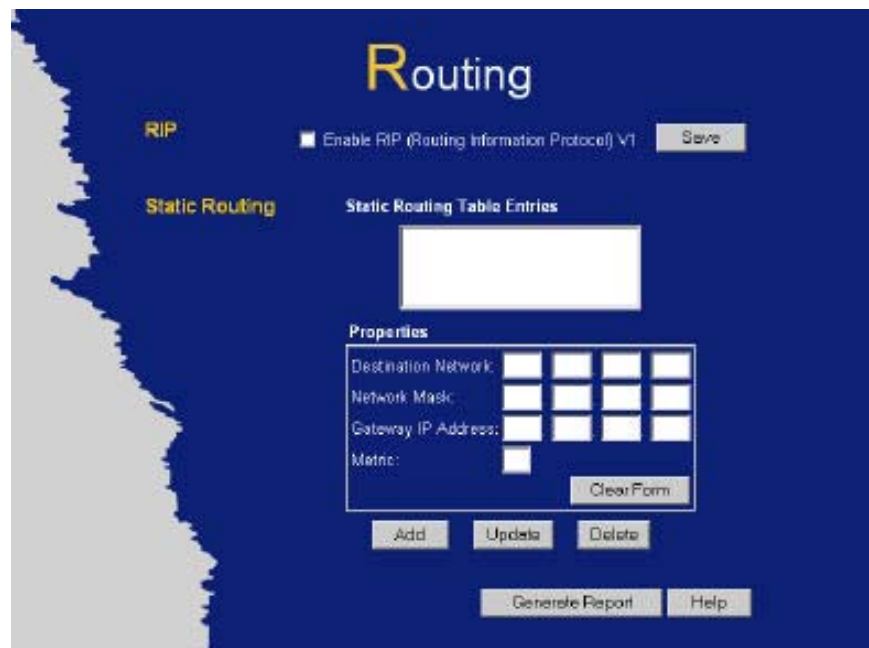 Routing
RIP
Enable RIP (Routing Information Protocol) V1
Save
Static Routing
Static Routing Table Entries
Properties
Destination Network:
Network Mask:
Gateway IP Address:
Metric:
Clear Form
Add
Update
Delete
Generate Report
Help